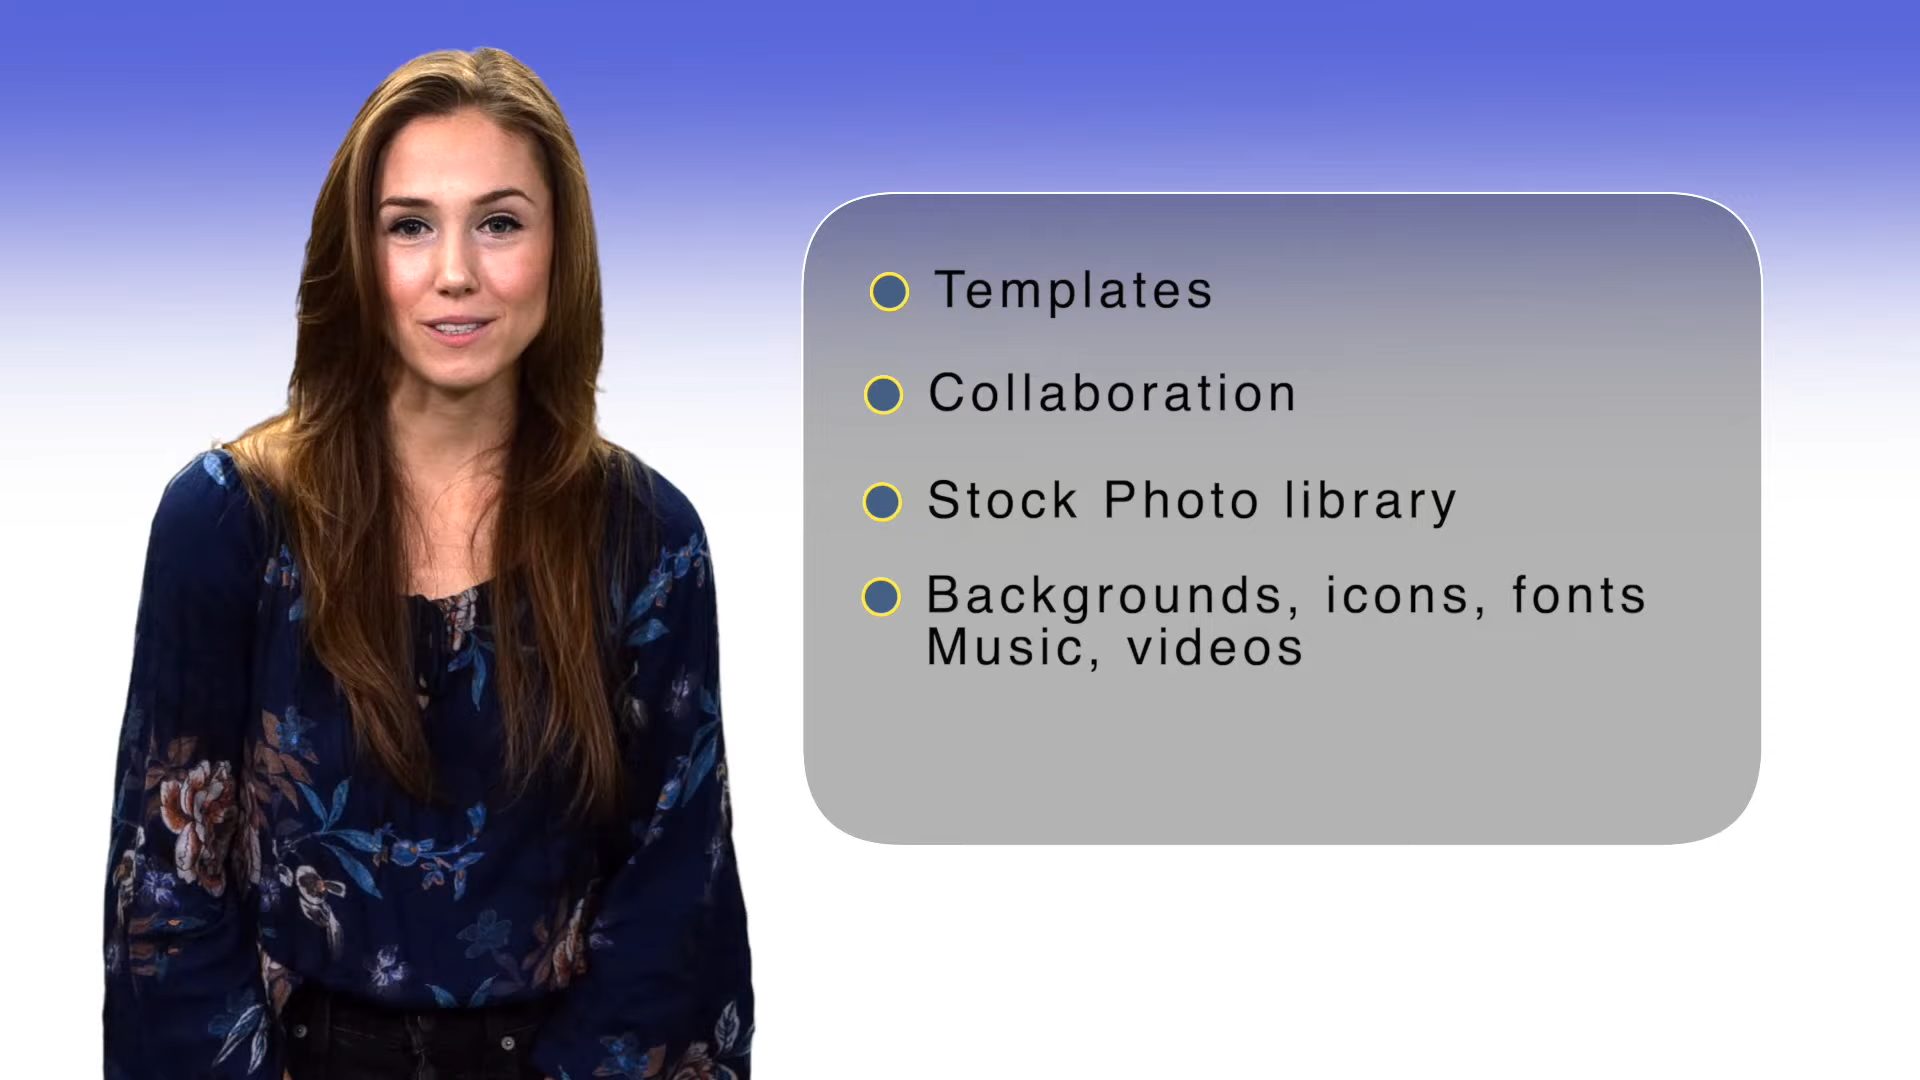 Templates
Collaboration
Stock Photo library
Backgrounds, icons, fonts
Music, videos